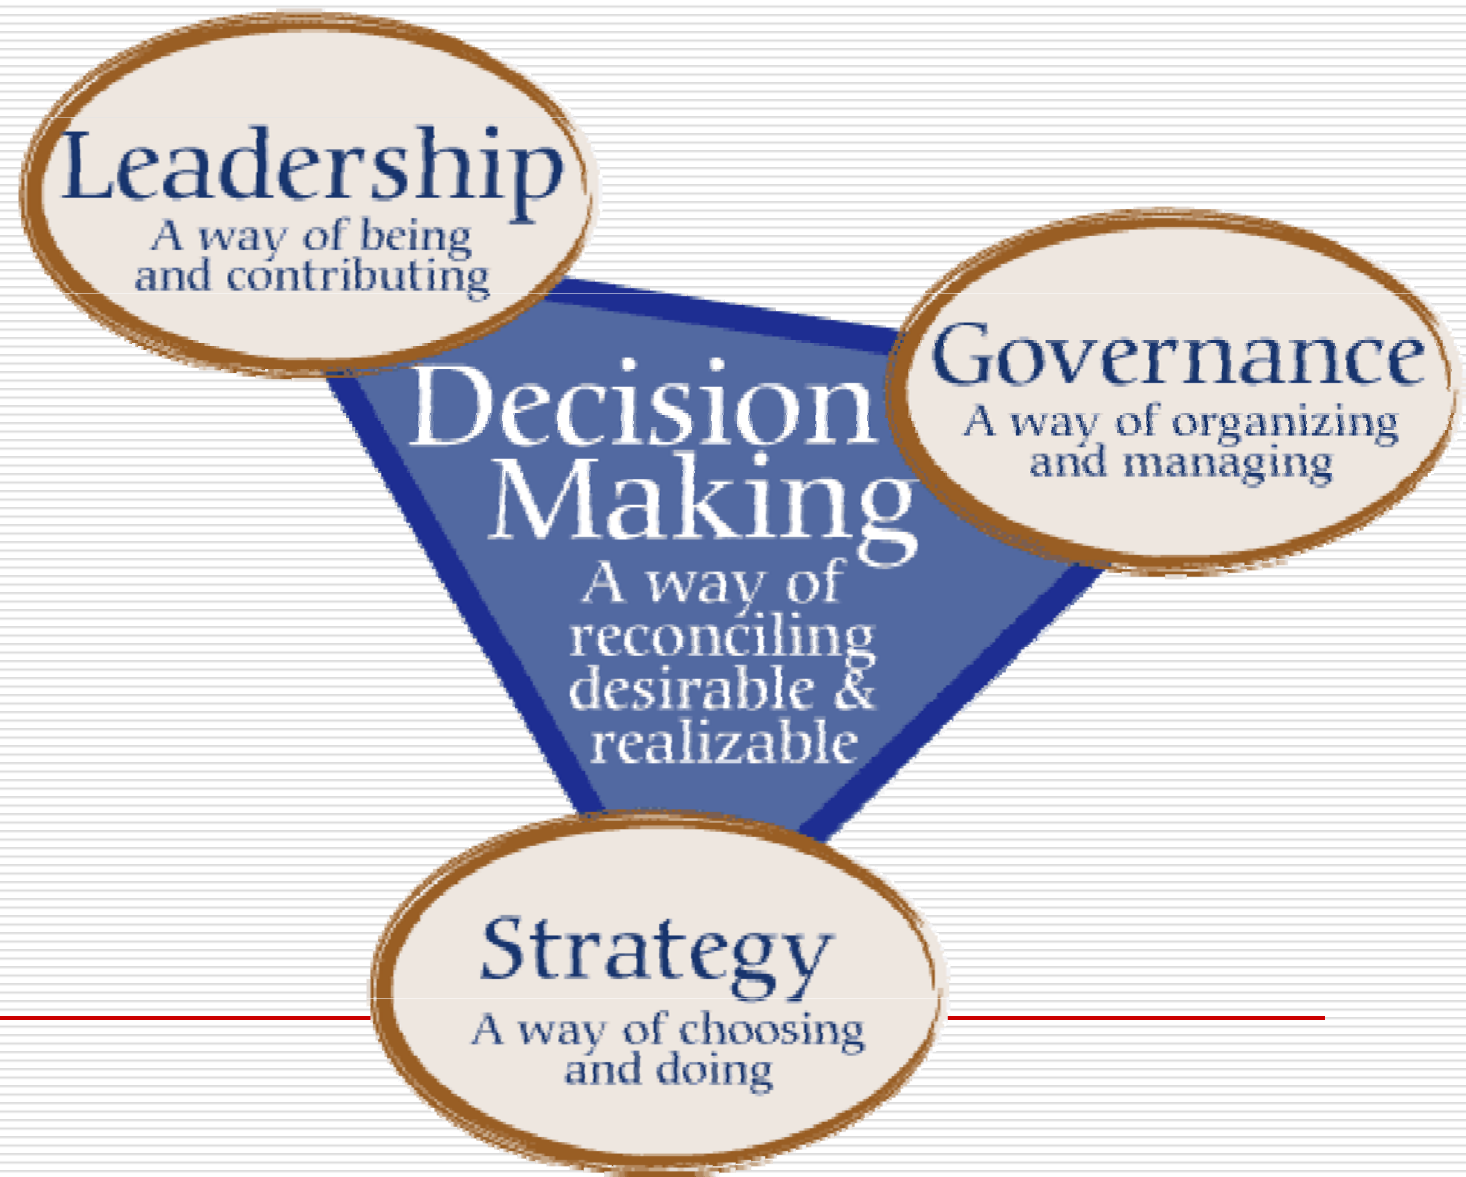 Leadership
A way of being
and contributing
Governance
A way of organizing
and managing
Decision
Making
A way of
reconciling
desirable &
realizable
Strategy
A way of choosing
and doing